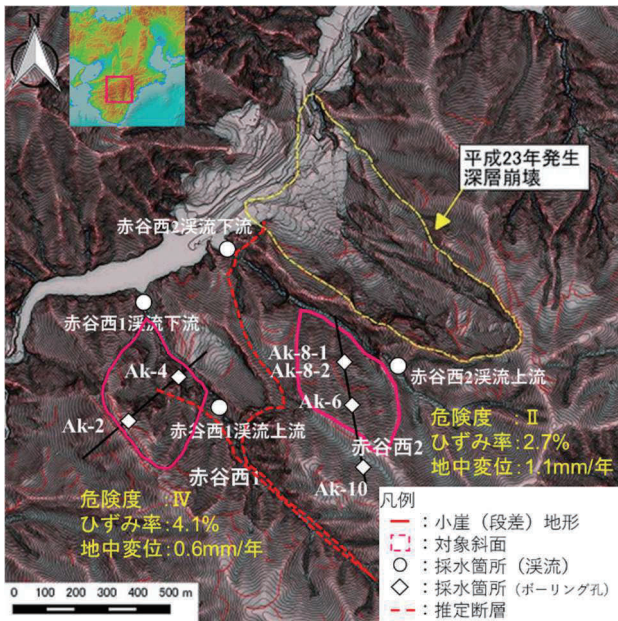 N
平成23年発生
深層崩壊
赤谷西2渓流下流
赤谷西1渓流下流
Ak-4
Ak-2
赤谷西1渓流上流
赤谷西1
Ak-8-1
Ak-8-2
赤谷西2渓流上流
Ak-6
赤谷西2
Ak-10
危険度 :Ⅱ
ひずみ率:2.7%
地中変位:1.1mm/年
危険度 :Ⅳ
ひずみ率:4.1%
地中変位:0.6mm/年
凡例
:小崖(段差)地形
:対象斜面
:採水箇所(渓流)
:採水箇所(ボーリング孔)
:推定断層
0 100 200 300 400 500 m